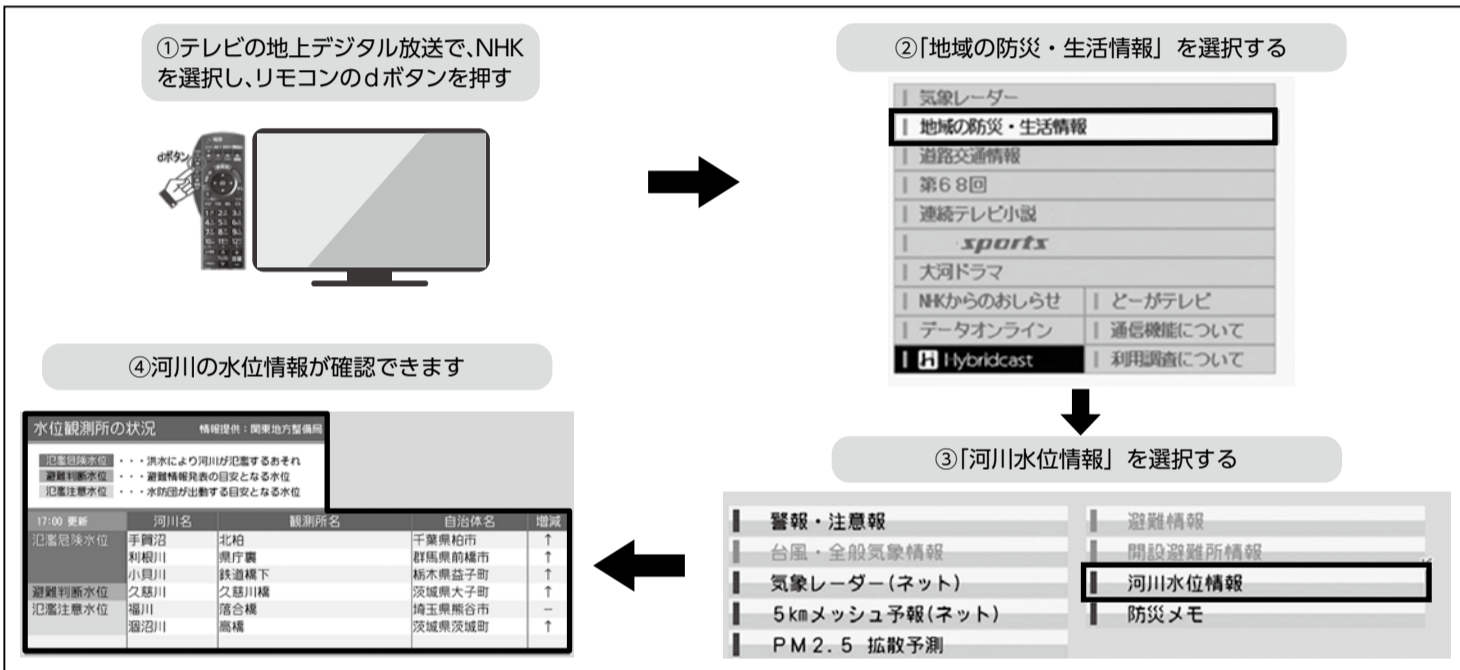 ①テレビの地上デジタル放送で、NHK
を選択し、リモコンのdボタンを押す
dボタン
②「地域の防災・生活情報」を選択する
気象レーダー
地域の防災・生活情報
道路交通情報
第68回
連続テレビ小説
sports
大河ドラマ
NHKからのおしらせ
どーがテレビ
データオンライン
通信機能について
Hybridcast
利用調査について
③「河川水位情報」を選択する
警報・注意報
避難情報
台風・全般気象情報
開設避難所情報
気象レーダー(ネット)
河川水位情報
5kmメッシュ予報(ネット)
防災メモ
PM2.5 拡散予測
④河川の水位情報が確認できます
水位観測所の状況 情報提供:関東地方整備局
氾濫危険水位・・・洪水により河川が氾濫するおそれ
避難判断水位・・・避難情報発表の目安となる水位
氾濫注意水位・・・水防団が出動する目安となる水位
17:00 更新 河川名 観測所名 自治体名 増減
氾濫危険水位 手賀沼 北柏 千葉県柏市 ↑
利根川 県庁裏 群馬県前橋市 ↑
小貝川 鉄道橋下 栃木県益子町 ↑
避難判断水位 久慈川 久慈川橋 茨城県大子町 ↑
氾濫注意水位 福川 落合橋 埼玉県熊谷市 −
涸沼川 高橋 茨城県茨城町 ↑